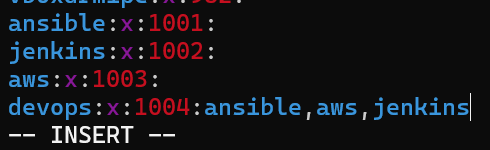 ansible:x:1001:
jenkins:x:1002:
aws:x:1003:
devops:x:1004:ansible,aws,jenkins
-- INSERT --